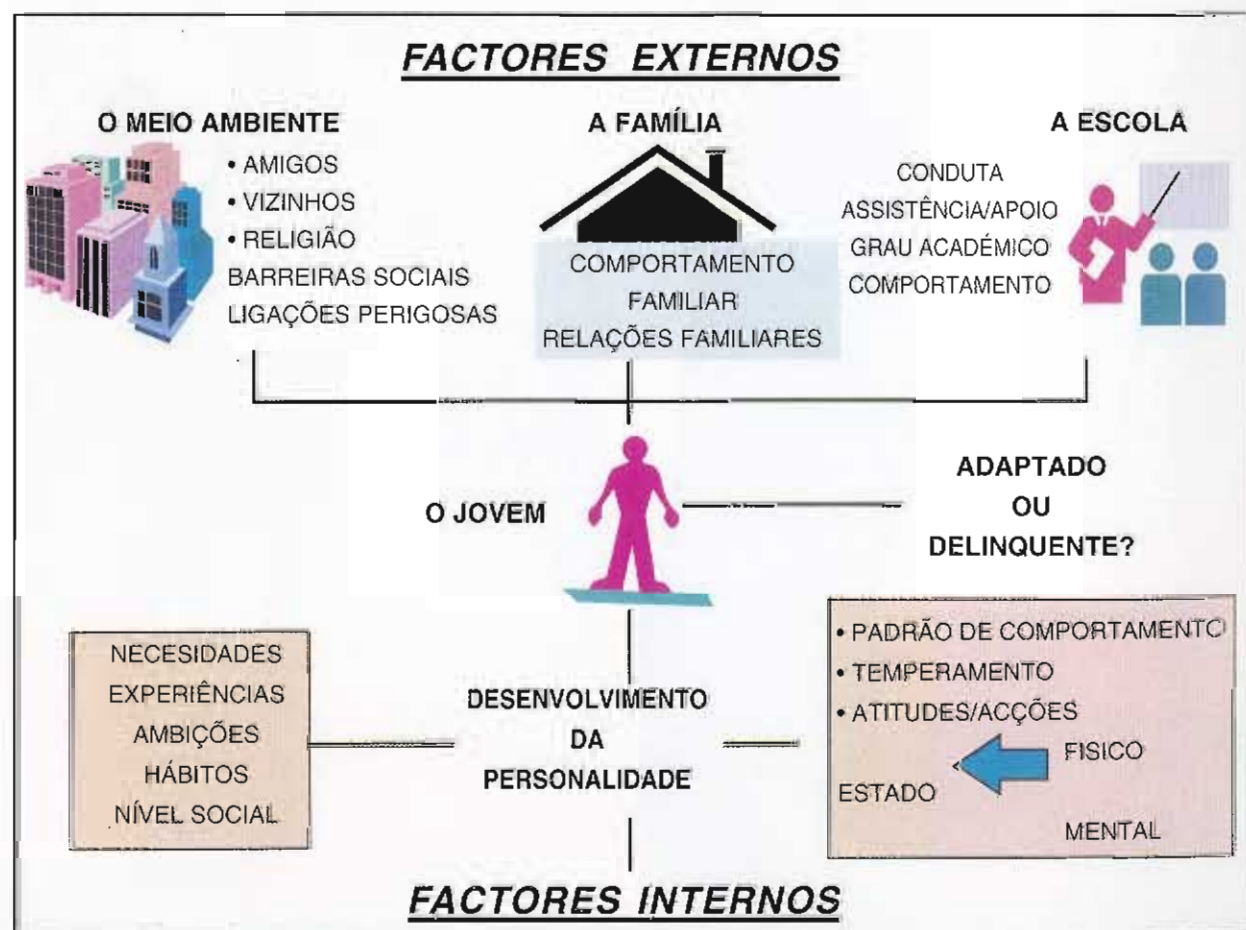 FACTORES EXTERNOS
O MEIO AMBIENTE
• AMIGOS
• VIZINHOS
• RELIGIÃO
BARREIRAS SOCIAIS
LIGAÇÕES PERIGOSAS
A FAMÍLIA
COMPORTAMENTO
FAMILIAR
RELAÇÕES FAMILIARES
A ESCOLA
CONDUTA
ASSISTÊNCIA/APOIO
GRAU ACADÉMICO
COMPORTAMENTO
O JOVEM
ADAPTADO
OU
DELINQUENTE?
NECESIDADES
EXPERIÊNCIAS
AMBIÇÕES
HÁBITOS
NÍVEL SOCIAL
DESENVOLVIMENTO
DA
PERSONALIDADE
• PADRÃO DE COMPORTAMENTO
• TEMPERAMENTO
• ATITUDES/ACÇÕES
FISICO
ESTADO
MENTAL
FACTORES INTERNOS